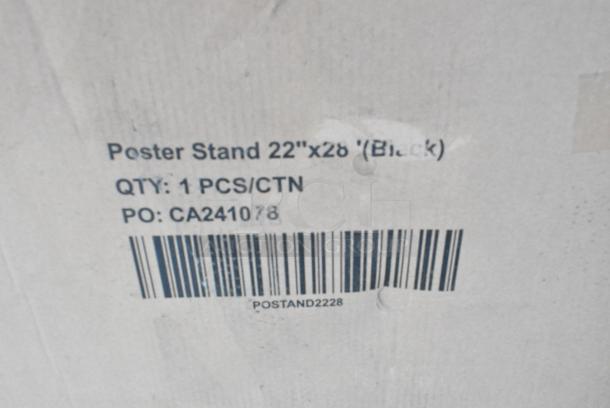 Poster Stand 22"x28"(Black)
QTY: 1 PCS/CTN
PO: CA241078
POSTAND2228